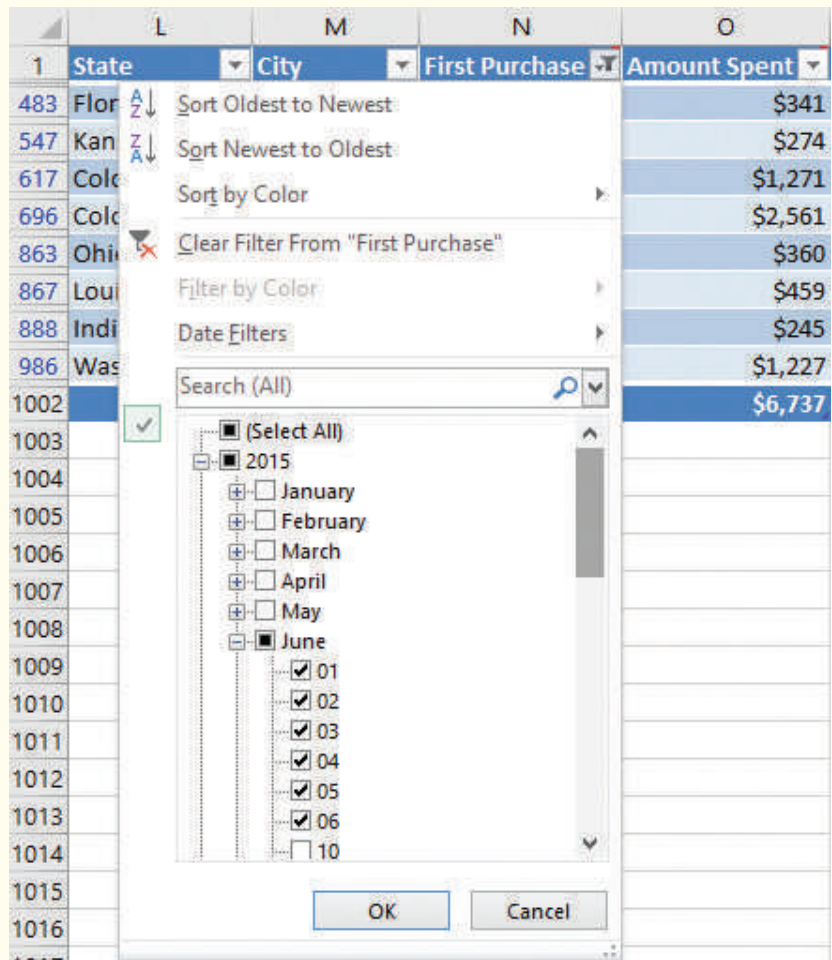 L M N O
1 State City First Purchase Amount Spent
483 Flor $341
547 Kan $274
617 Colo $1,271
696 Colo $2,561
863 Ohi $360
867 Loui $459
888 Indi $245
986 Was $1,227
1002 $6,737
1003
1004
1005
1006
1007
1008
1009
1010
1011
1012
1013
1014
1015
1016
Sort Oldest to Newest
Sort Newest to Oldest
Sort by Color
Clear Filter From "First Purchase"
Filter by Color
Date Filters
Search (All)
(Select All)
2015
January
February
March
April
May
June
01
02
03
04
05
06
10
OK Cancel